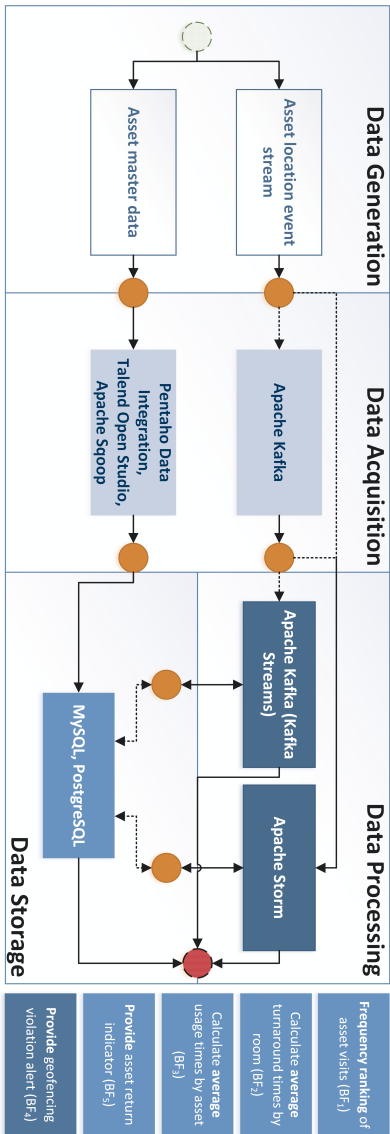 Data Generation
Asset location event
stream
Asset master data
Data Acquisition
Apache Kafka
Pentaho Data
Integration,
Talend Open Studio,
Apache Sqoop
Data Processing
Apache Kafka (Kafka
Streams)
Apache Storm
MySQL, PostgreSQL
Data Storage
Frequency ranking of
asset visits (BF₁)
Calculate average
turnaround times by
room (BF₂)
Calculate average
usage times by asset
(BF₃)
Provide asset return
indicator (BF₅)
Provide geofencing
violation alert (BF₄)